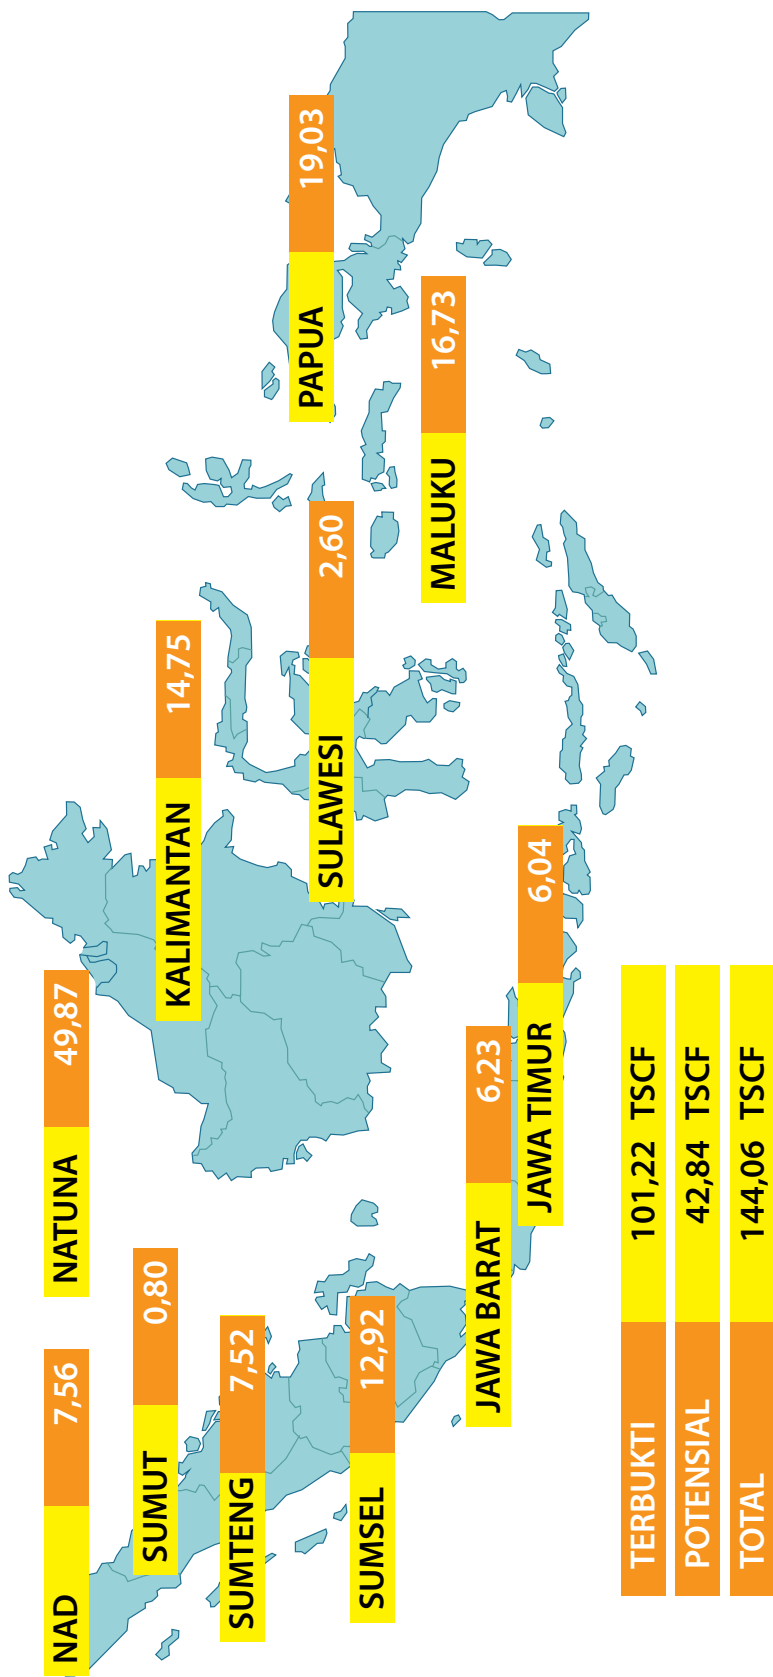 NAD 7,56
NATUNA 49,87
SUMUT 0,80
KALIMANTAN 14,75
SUMTENG 7,52
PAPUA 19,03
SULAWESI 2,60
SUMSEL 12,92
MALUKU 16,73
JAWA BARAT 6,23
JAWA TIMUR 6,04
TERBUKTI 101,22 TSCF
POTENSIAL 42,84 TSCF
TOTAL 144,06 TSCF